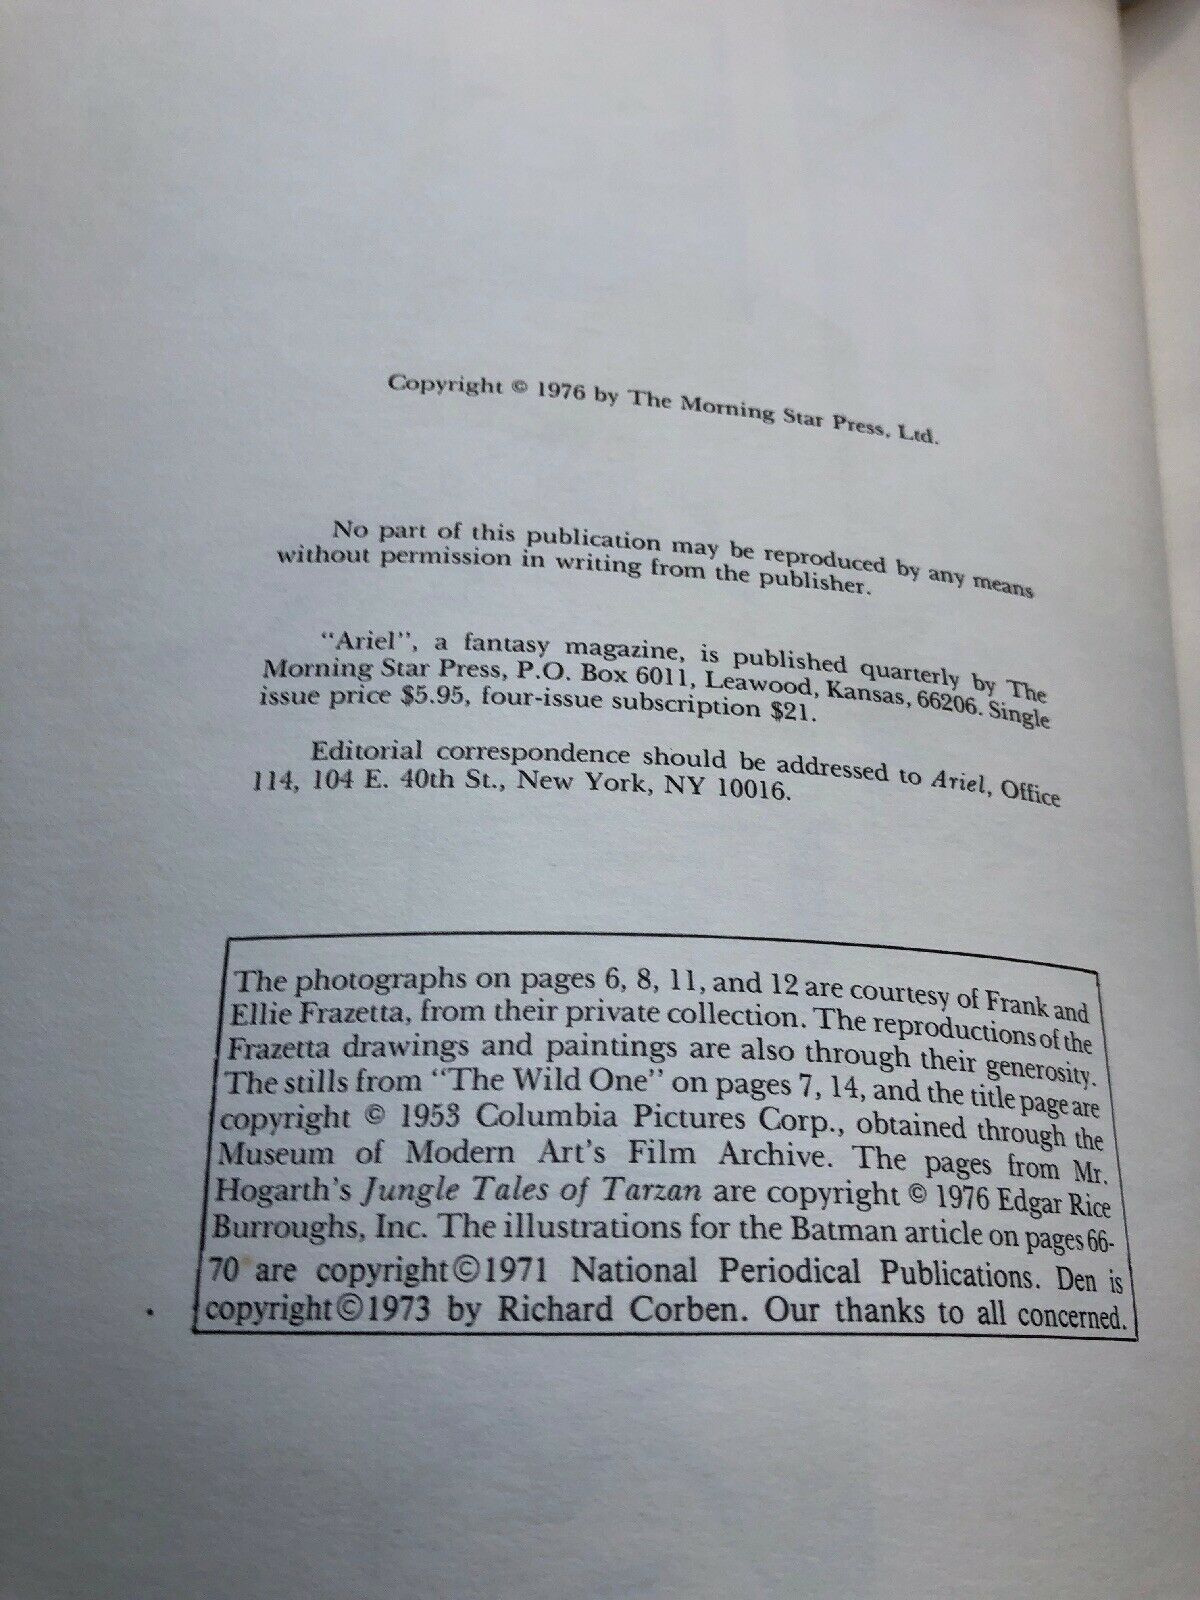 Copyright © 1976 by The Morning Star Press, Ltd.
No part of this publication may be reproduced by any means
without permission in writing from the publisher.
“Ariel”, a fantasy magazine, is published quarterly by The
Morning Star Press, P.O. Box 6011, Leawood, Kansas, 66206. Single
issue price $5.95, four-issue subscription $21.
Editorial correspondence should be addressed to Ariel, Office
114, 104 E. 40th St., New York, NY 10016.
The photographs on pages 6, 8, 11, and 12 are courtesy of Frank and
Ellie Frazetta, from their private collection. The reproductions of the
Frazetta drawings and paintings are also through their generosity.
The stills from “The Wild One” on pages 7, 14, and the title page are
copyright © 1953 Columbia Pictures Corp., obtained through the
Museum of Modern Art’s Film Archive. The pages from Mr.
Hogarth’s Jungle Tales of Tarzan are copyright © 1976 Edgar Rice
Burroughs, Inc. The illustrations for the Batman article on pages 66-
70 are copyright©1971 National Periodical Publications. Den is
copyright©1973 by Richard Corben. Our thanks to all concerned.